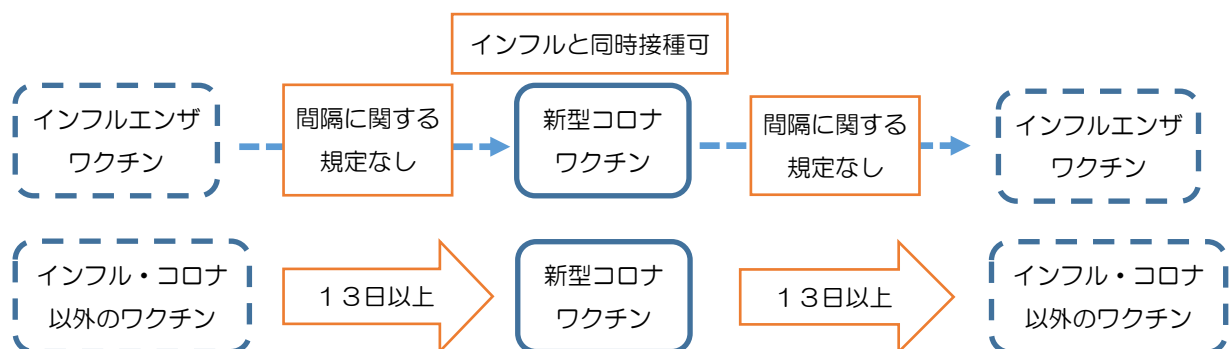 インフルと同時接種可
インフルエンザ
ワクチン
間隔に関する
規定なし
新型コロナ
ワクチン
間隔に関する
規定なし
インフルエンザ
ワクチン
インフル・コロナ
以外のワクチン
１３日以上
新型コロナ
ワクチン
１３日以上
インフル・コロナ
以外のワクチン